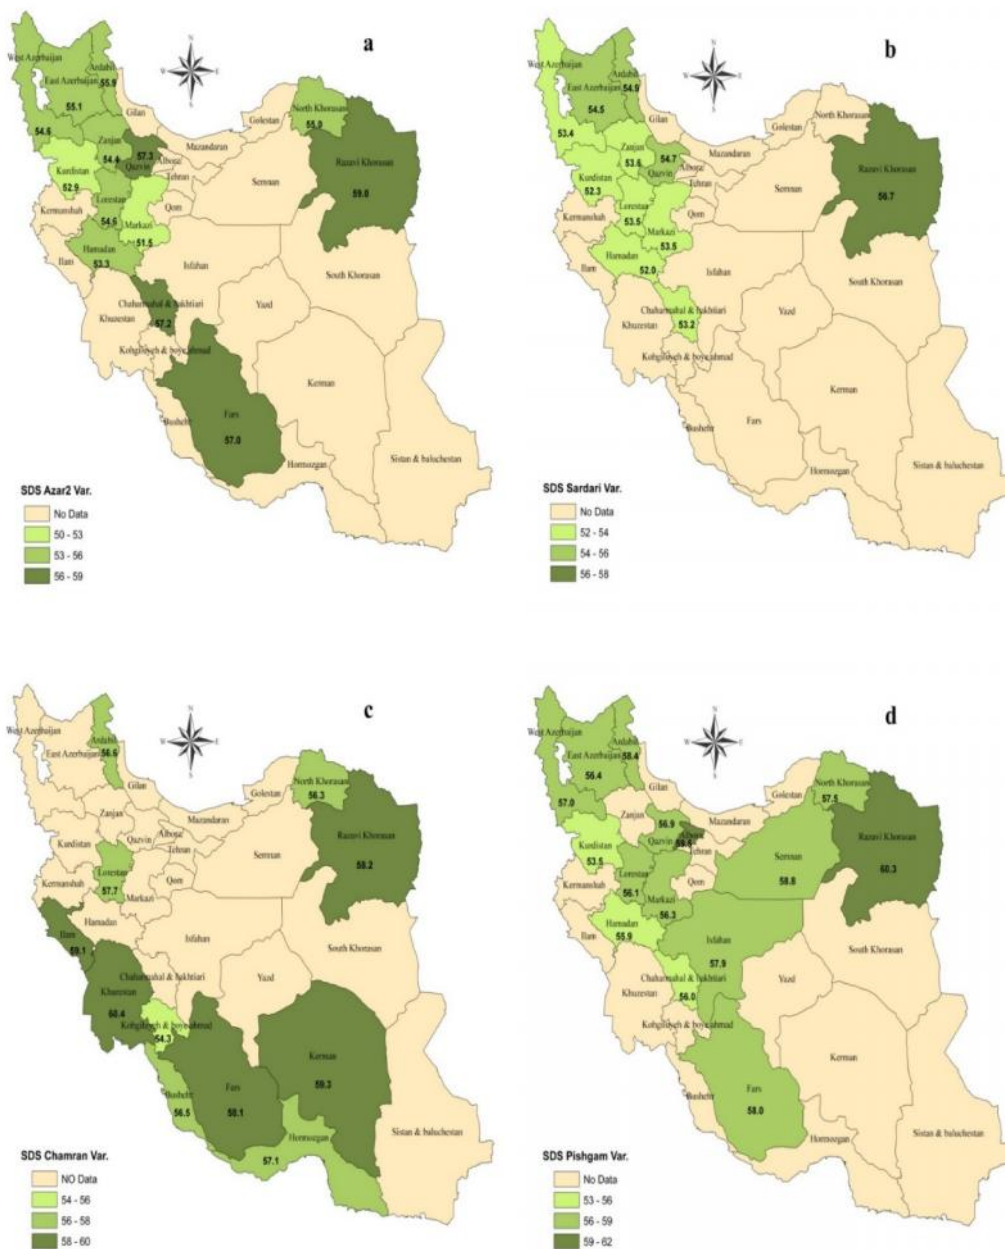 a
N
W
E
S
West Azerbaijan
Ardabil
55.9
East Azerbaijan
55.1
Gilan
54.6
Zanjan
54.4
57.3
Qazvin
Alborz
Tehran
Mazandaran
Golestan
North Khorasan
55.0
Razavi Khorasan
59.0
Semnan
Kurdistan
52.9
Lorestan
54.6
Markazi
51.5
Qom
Kermanshah
Hamadan
53.3
Ilam
Isfahan
South Khorasan
Chaharmahal & bakhtiari
57.2
Khuzestan
Yazd
Kohgiluyeh & boyerahmad
Kerman
Fars
57.0
Bushehr
Hormozgan
Sistan & baluchestan
SDS Azar2 Var.
No Data
50 - 53
53 - 56
56 - 59
b
N
W
E
S
West Azerbaijan
Ardabil
54.9
East Azerbaijan
54.5
Gilan
53.4
Zanjan
53.6
54.7
Qazvin
Alborz
Tehran
Mazandaran
Golestan
North Khorasan
Razavi Khorasan
56.7
Semnan
Kurdistan
52.3
Lorestan
53.5
Markazi
53.5
Qom
Kermanshah
Hamadan
52.0
Ilam
Isfahan
South Khorasan
Chaharmahal & bakhtiari
53.2
Khuzestan
Yazd
Kohgiluyeh & boyerahmad
Kerman
Fars
Bushehr
Hormozgan
Sistan & baluchestan
SDS Sardari Var.
No Data
52 - 54
54 - 56
56 - 58
c
N
W
E
S
West Azerbaijan
Ardabil
56.6
East Azerbaijan
Gilan
Zanjan
Qazvin
Alborz
Tehran
Mazandaran
Golestan
North Khorasan
56.3
Razavi Khorasan
58.2
Semnan
Kurdistan
Lorestan
57.7
Markazi
Qom
Kermanshah
Hamadan
Ilam
59.1
Isfahan
South Khorasan
Chaharmahal & bakhtiari
Khuzestan
60.4
Yazd
Kohgiluyeh & boyerahmad
54.3
Kerman
59.3
Fars
58.1
Bushehr
56.5
Hormozgan
57.1
Sistan & baluchestan
SDS Chamran Var.
NO Data
54 - 56
56 - 58
58 - 60
d
N
W
E
S
West Azerbaijan
Ardabil
58.4
East Azerbaijan
56.4
Gilan
57.0
Zanjan
56.9
Qazvin
Alborz
Tehran
Mazandaran
Golestan
North Khorasan
57.5
Razavi Khorasan
60.3
Semnan
58.8
Kurdistan
53.5
Lorestan
56.1
Markazi
56.3
Qom
Kermanshah
Hamadan
55.9
Ilam
Isfahan
57.9
South Khorasan
Chaharmahal & bakhtiari
56.0
Khuzestan
Yazd
Kohgiluyeh & boyerahmad
Kerman
Fars
58.0
Bushehr
Hormozgan
Sistan & baluchestan
SDS Pishgam Var.
No Data
53 - 56
56 - 59
59 - 62